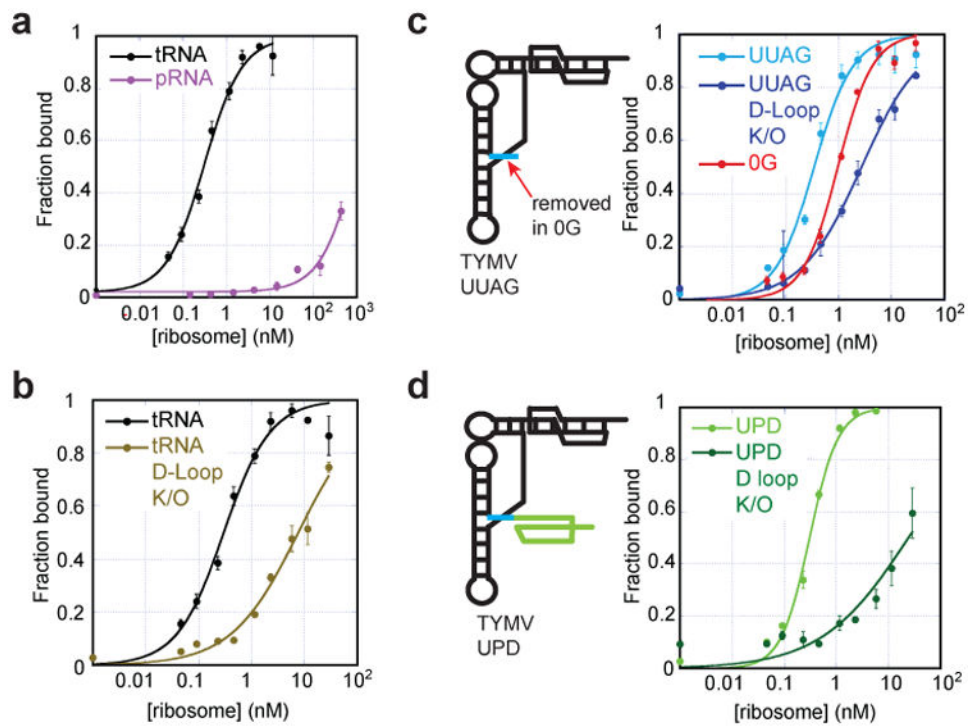 a
1
0.8
0.6
0.4
0.2
0
tRNA
pRNA
Fraction bound
0.01 0.1 1 10 10² 10³
[ribosome] (nM)
b
1
0.8
0.6
0.4
0.2
0
tRNA
tRNA
D-Loop
K/O
Fraction bound
0.01 0.1 1 10 10²
[ribosome] (nM)
c
removed
in 0G
TYMV
UUAG
1
0.8
0.6
0.4
0.2
0
UUAG
UUAG
D-Loop
K/O
0G
Fraction bound
0.01 0.1 1 10 10²
[ribosome] (nM)
d
TYMV
UPD
1
0.8
0.6
0.4
0.2
0
UPD
UPD
D loop
K/O
Fraction bound
0.01 0.1 1 10 10²
[ribosome] (nM)